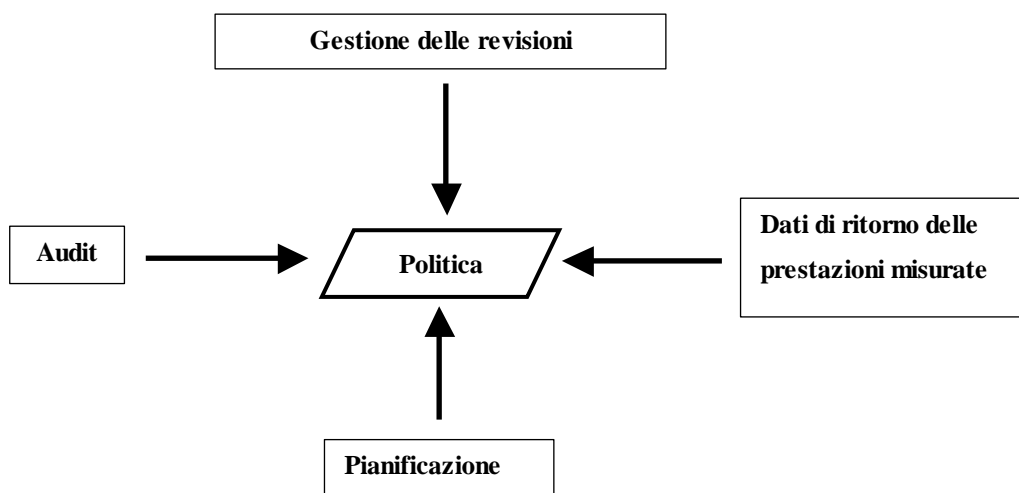 Gestione delle revisioni
Audit
Politica
Dati di ritorno delle
prestazioni misurate
Pianificazione